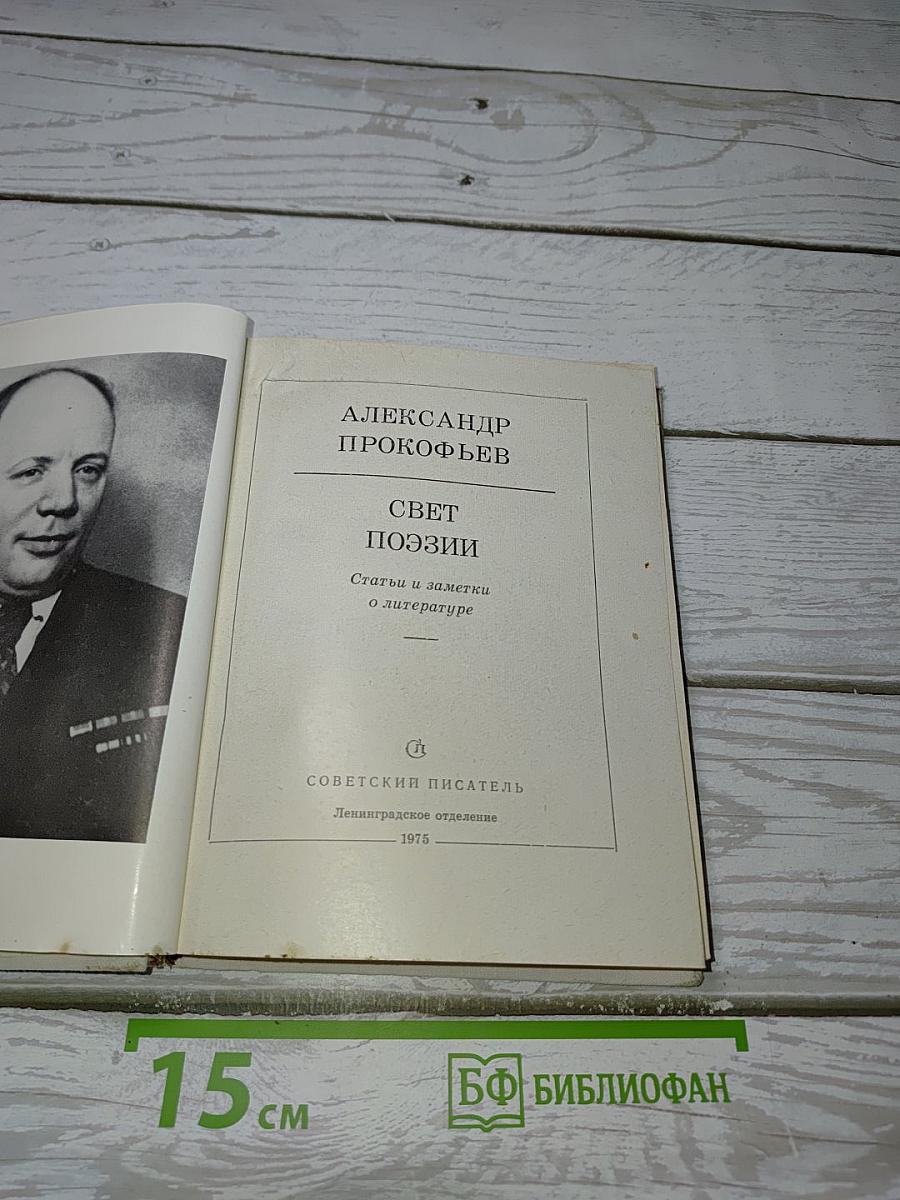 АЛЕКСАНДР
ПРОКОФЬЕВ
СВЕТ
ПОЭЗИИ
Статьи и заметки
о литературе
СП
СОВЕТСКИЙ ПИСАТЕЛЬ
Ленинградское отделение
1975
15 см
БФ БИБЛИОФАН